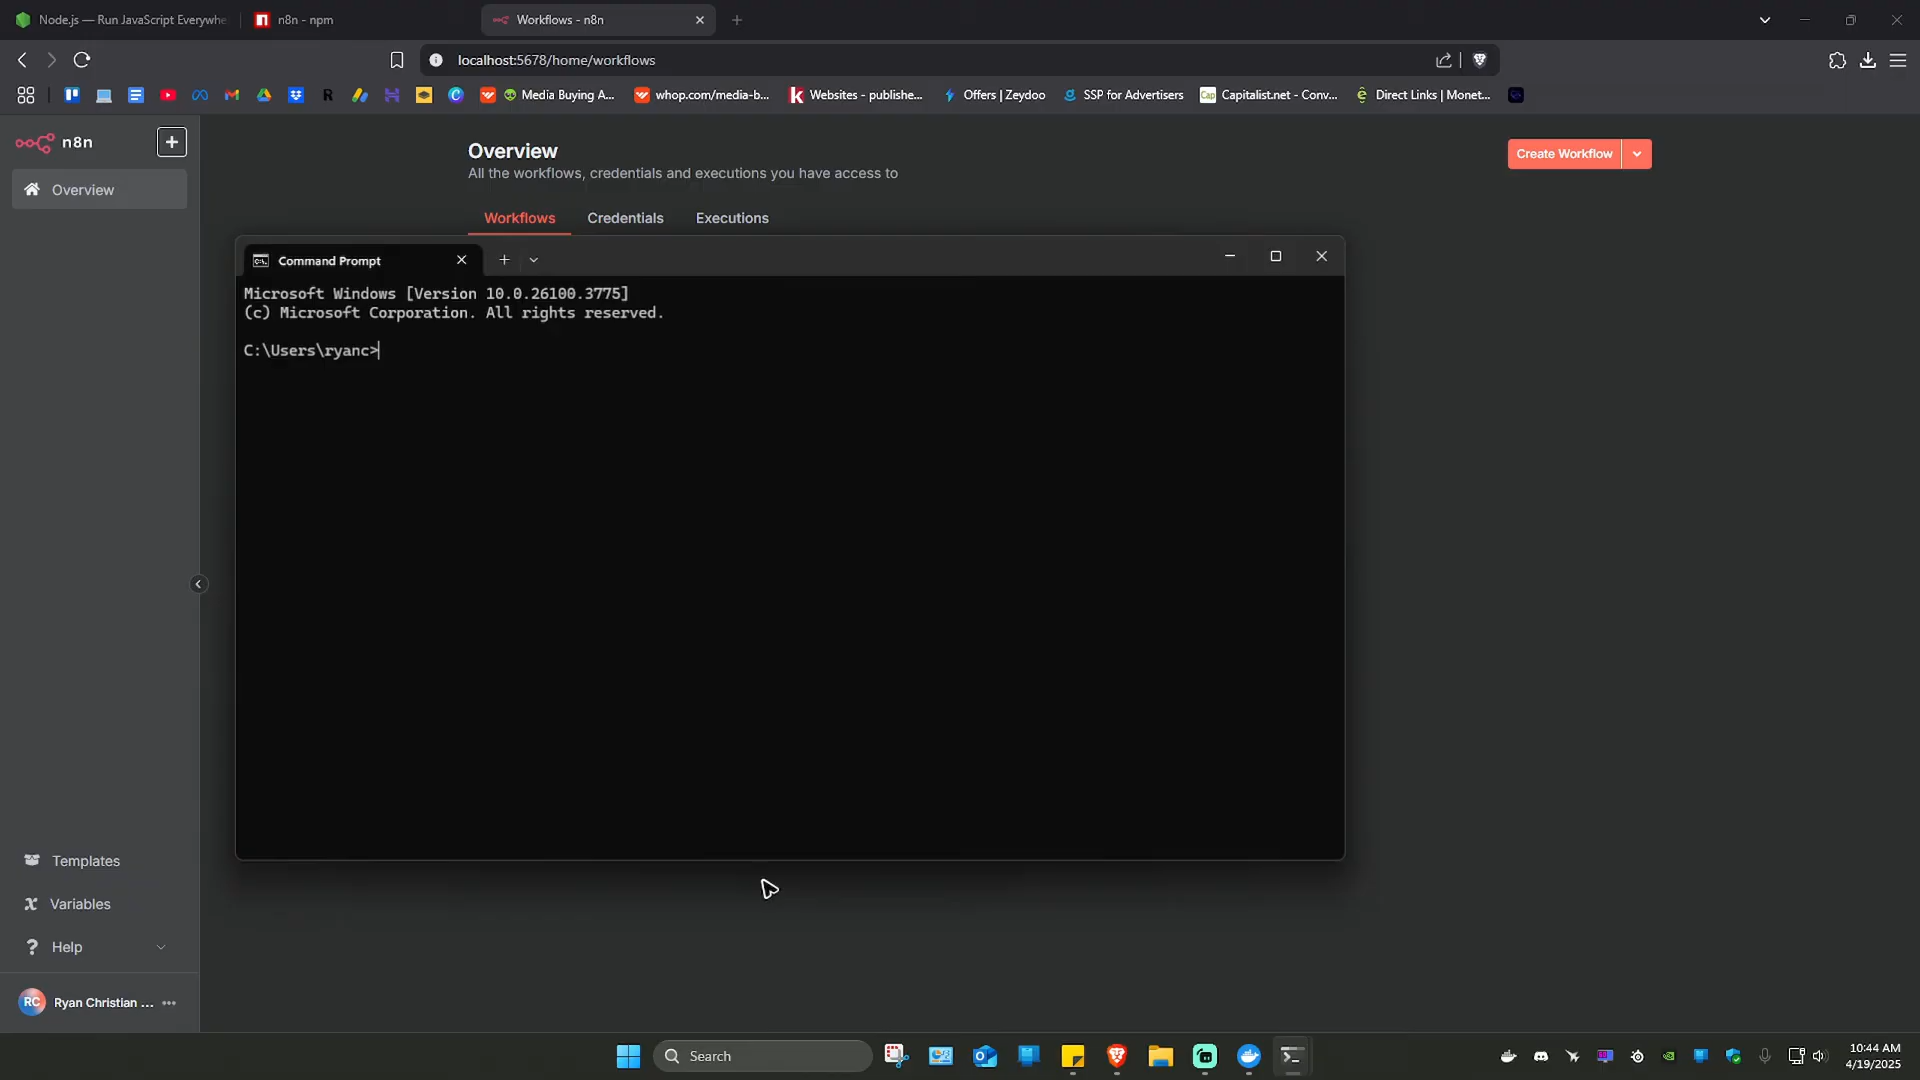 Node.js — Run JavaScript Everywhe
n8n - npm
Workflows - n8n
localhost:5678/home/workflows
Media Buying A...
whop.com/media-b...
Websites - publishe...
Offers | Zeydoo
SSP for Advertisers
Cap
Capitalist.net - Conv...
Direct Links | Monet...
n8n
Overview
Overview
All the workflows, credentials and executions you have access to
Create Workflow
Workflows
Credentials
Executions
Command Prompt
Microsoft Windows [Version 10.0.26100.3775]
(c) Microsoft Corporation. All rights reserved.
C:\Users\ryanc>
Templates
Variables
Help
RC
Ryan Christian ...
Search
10:44 AM
4/19/2025